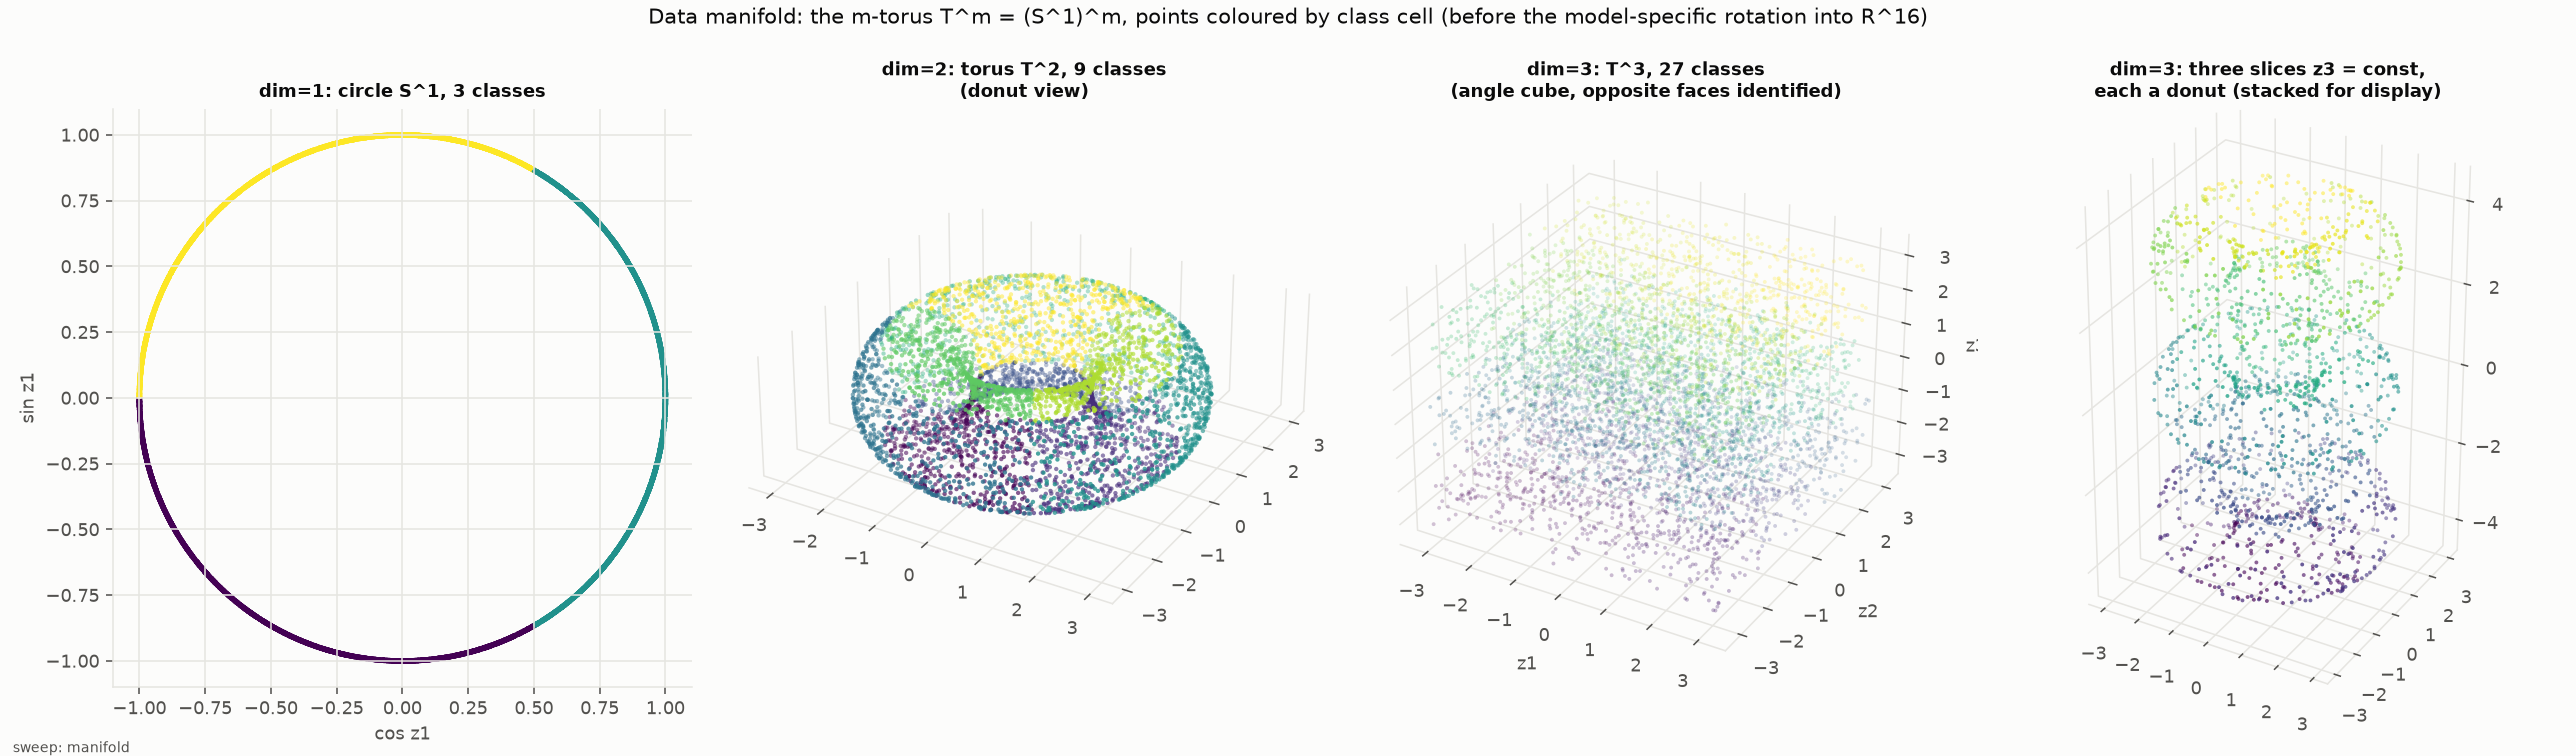 Data manifold: the m-torus T^m = (S^1)^m, points coloured by class cell (before the model-specific rotation into R^16)
dim=1: circle S^1, 3 classes
1.00
0.75
0.50
0.25
0.00
−0.25
−0.50
−0.75
−1.00
sin z1
−1.00 −0.75 −0.50 −0.25 0.00 0.25 0.50 0.75 1.00
cos z1
dim=2: torus T^2, 9 classes
(donut view)
−3 −2 −1 0 1 2 3
3
2
1
0
−1
−2
−3
dim=3: T^3, 27 classes
(angle cube, opposite faces identified)
3
2
1
0
−1
−2
−3
−3 −2 −1 0 1 2 3
z1
3
2
1
0
−1
−2
−3
z2
dim=3: three slices z3 = const,
each a donut (stacked for display)
4
2
0
−2
−4
−3 −2 −1 0 1 2 3
3
2
1
0
−1
−2
−3
sweep: manifold